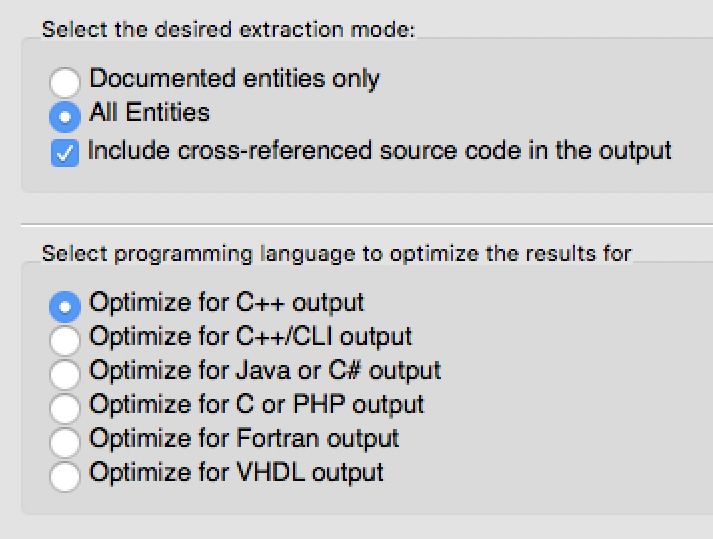 Select the desired extraction mode:
Documented entities only
All Entities
Include cross-referenced source code in the output
Select programming language to optimize the results for
Optimize for C++ output
Optimize for C++/CLI output
Optimize for Java or C# output
Optimize for C or PHP output
Optimize for Fortran output
Optimize for VHDL output